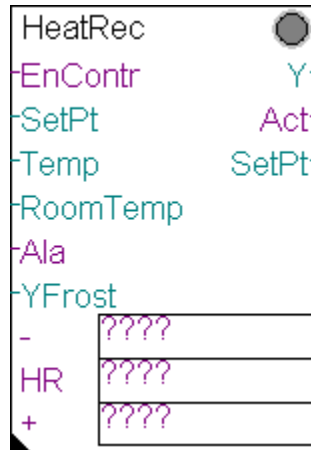 HeatRec
EnContr Y
SetPt Act
Temp SetPt
RoomTemp
Ala
YFrost
- ????
HR ????
+ ????